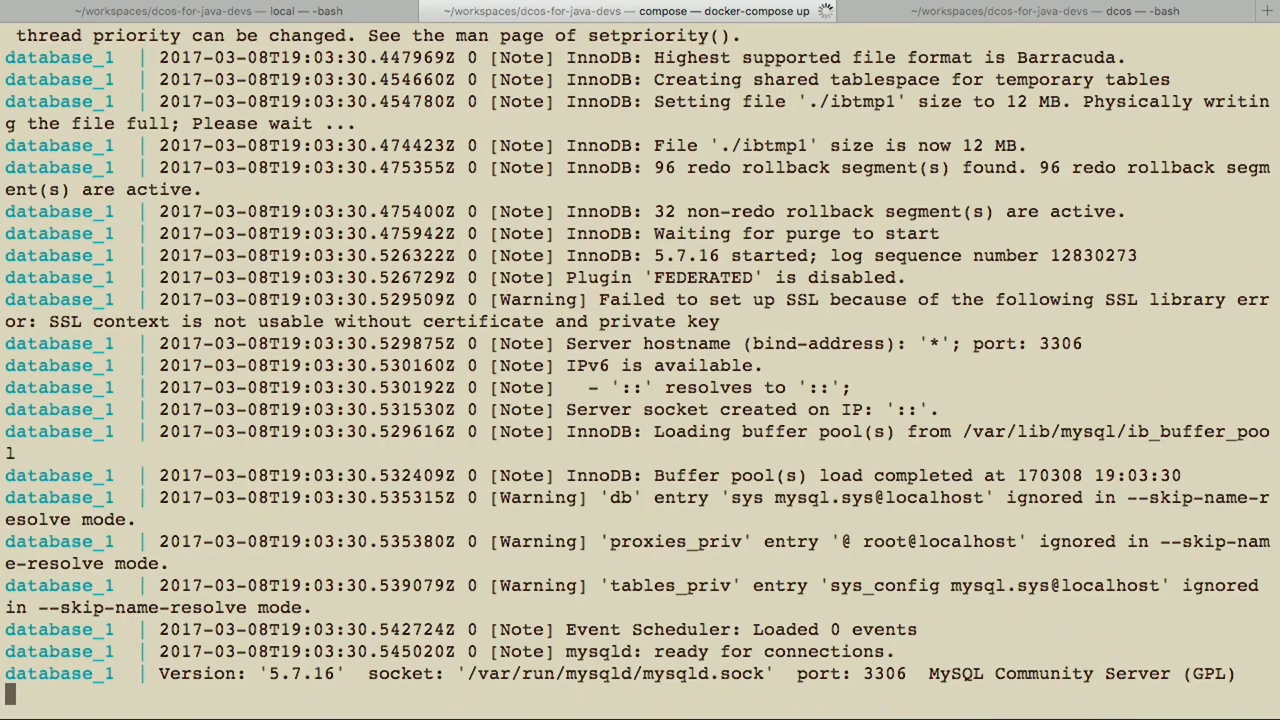 ~/workspaces/dcos-for-java-devs — local — -bash
~/workspaces/dcos-for-java-devs — compose — docker-compose up
~/workspaces/dcos-for-java-devs — dcos — -bash
+
thread priority can be changed. See the man page of setpriority().
database_1 | 2017-03-08T19:03:30.447969Z 0 [Note] InnoDB: Highest supported file format is Barracuda.
database_1 | 2017-03-08T19:03:30.454660Z 0 [Note] InnoDB: Creating shared tablespace for temporary tables
database_1 | 2017-03-08T19:03:30.454780Z 0 [Note] InnoDB: Setting file './ibtmp1' size to 12 MB. Physically writin
g the file full; Please wait ...
database_1 | 2017-03-08T19:03:30.474423Z 0 [Note] InnoDB: File './ibtmp1' size is now 12 MB.
database_1 | 2017-03-08T19:03:30.475355Z 0 [Note] InnoDB: 96 redo rollback segment(s) found. 96 redo rollback segm
ent(s) are active.
database_1 | 2017-03-08T19:03:30.475400Z 0 [Note] InnoDB: 32 non-redo rollback segment(s) are active.
database_1 | 2017-03-08T19:03:30.475942Z 0 [Note] InnoDB: Waiting for purge to start
database_1 | 2017-03-08T19:03:30.526322Z 0 [Note] InnoDB: 5.7.16 started; log sequence number 12830273
database_1 | 2017-03-08T19:03:30.526729Z 0 [Note] Plugin 'FEDERATED' is disabled.
database_1 | 2017-03-08T19:03:30.529509Z 0 [Warning] Failed to set up SSL because of the following SSL library err
or: SSL context is not usable without certificate and private key
database_1 | 2017-03-08T19:03:30.529875Z 0 [Note] Server hostname (bind-address): '*'; port: 3306
database_1 | 2017-03-08T19:03:30.530160Z 0 [Note] IPv6 is available.
database_1 | 2017-03-08T19:03:30.530192Z 0 [Note]   - '::' resolves to '::';
database_1 | 2017-03-08T19:03:30.531530Z 0 [Note] Server socket created on IP: '::'.
database_1 | 2017-03-08T19:03:30.529616Z 0 [Note] InnoDB: Loading buffer pool(s) from /var/lib/mysql/ib_buffer_poo
l
database_1 | 2017-03-08T19:03:30.532409Z 0 [Note] InnoDB: Buffer pool(s) load completed at 170308 19:03:30
database_1 | 2017-03-08T19:03:30.535315Z 0 [Warning] 'db' entry 'sys mysql.sys@localhost' ignored in --skip-name-r
esolve mode.
database_1 | 2017-03-08T19:03:30.535380Z 0 [Warning] 'proxies_priv' entry '@ root@localhost' ignored in --skip-nam
e-resolve mode.
database_1 | 2017-03-08T19:03:30.539079Z 0 [Warning] 'tables_priv' entry 'sys_config mysql.sys@localhost' ignored
in --skip-name-resolve mode.
database_1 | 2017-03-08T19:03:30.542724Z 0 [Note] Event Scheduler: Loaded 0 events
database_1 | 2017-03-08T19:03:30.545020Z 0 [Note] mysqld: ready for connections.
database_1 | Version: '5.7.16'  socket: '/var/run/mysqld/mysqld.sock'  port: 3306  MySQL Community Server (GPL)